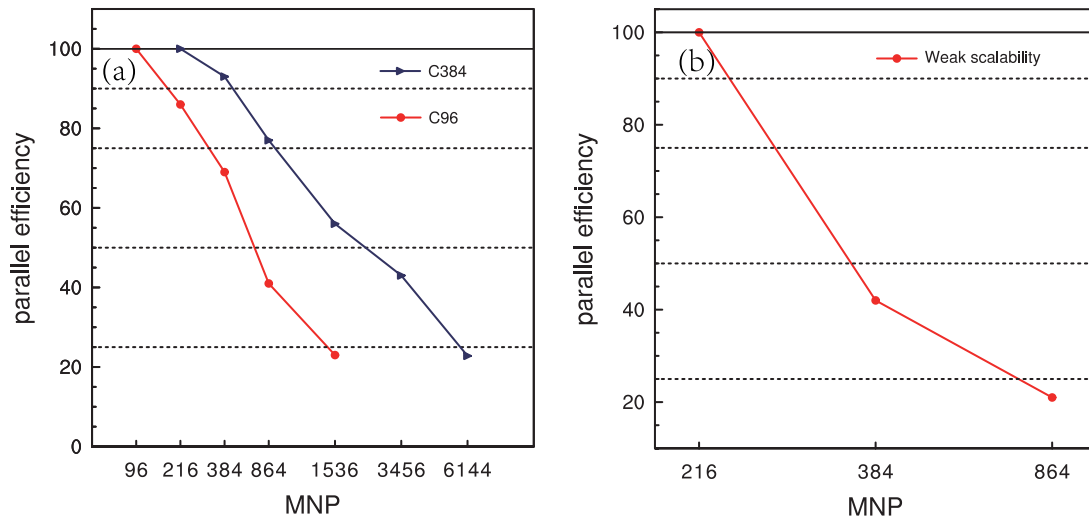 (a)
C384
C96
100
80
60
40
20
0
parallel efficiency
96 216 384 864 1536 3456 6144
MNP
(b)
Weak scalability
100
80
60
40
20
parallel efficiency
216 384 864
MNP